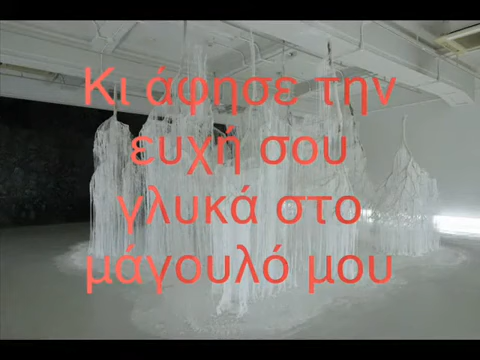 Κι άφησε την
ευχή σου
γλυκά στο
μάγουλό μου